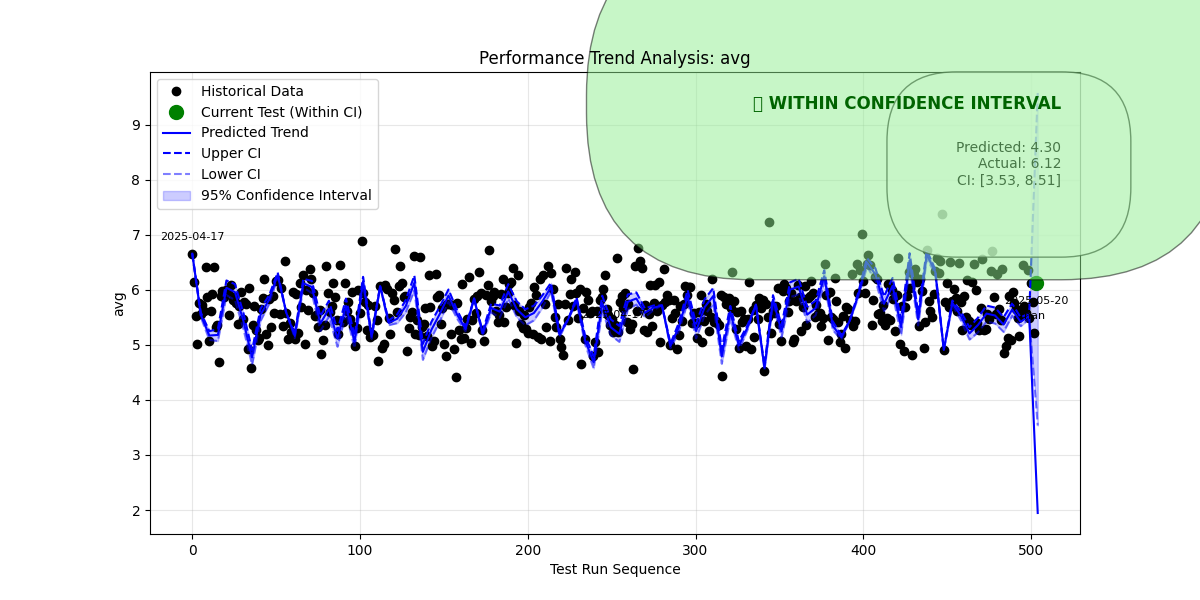 Performance Trend Analysis: avg
Historical Data
Current Test (Within CI)
Predicted Trend
Upper CI
Lower CI
95% Confidence Interval
WITHIN CONFIDENCE INTERVAL
Predicted: 4.30
Actual: 6.12
CI: [3.53, 8.51]
2025-04-17
2025-05-20
9
8
7
6
5
4
3
2
avg
0
100
200
300
400
500
Test Run Sequence